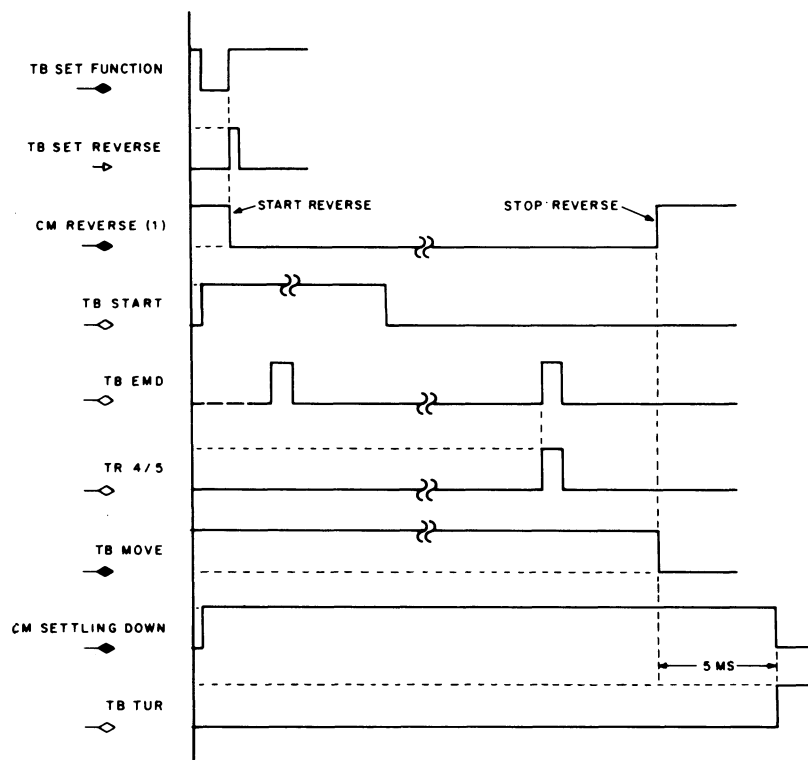 TB SET FUNCTION
TB SET REVERSE
START REVERSE
STOP REVERSE
CM REVERSE (1)
TB START
TB EMD
TR 4/5
TB MOVE
CM SETTLING DOWN
5 MS
TB TUR